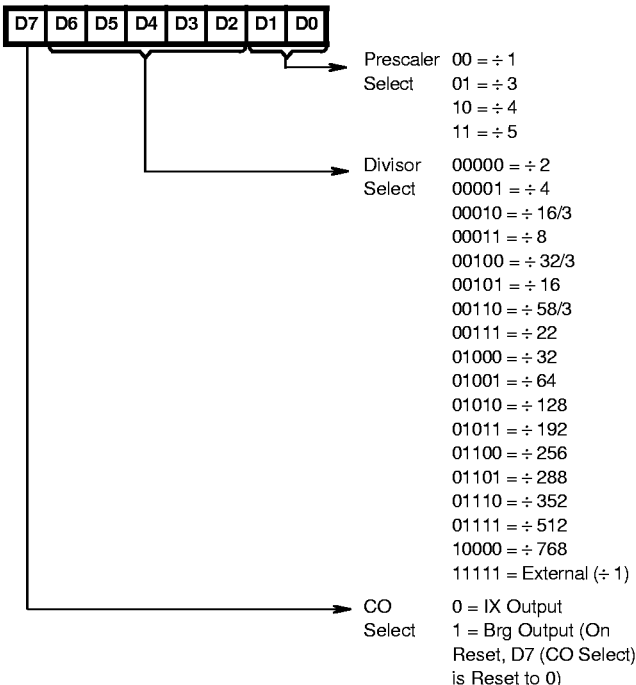 D7 D6 D5 D4 D3 D2 D1 D0
Prescaler 00 = ÷ 1
Select 01 = ÷ 3
10 = ÷ 4
11 = ÷ 5
Divisor 00000 = ÷ 2
Select 00001 = ÷ 4
00010 = ÷ 16/3
00011 = ÷ 8
00100 = ÷ 32/3
00101 = ÷ 16
00110 = ÷ 58/3
00111 = ÷ 22
01000 = ÷ 32
01001 = ÷ 64
01010 = ÷ 128
01011 = ÷ 192
01100 = ÷ 256
01101 = ÷ 288
01110 = ÷ 352
01111 = ÷ 512
10000 = ÷ 768
11111 = External (÷ 1)
CO 0 = IX Output
Select 1 = Brg Output (On
Reset, D7 (CO Select)
is Reset to 0)